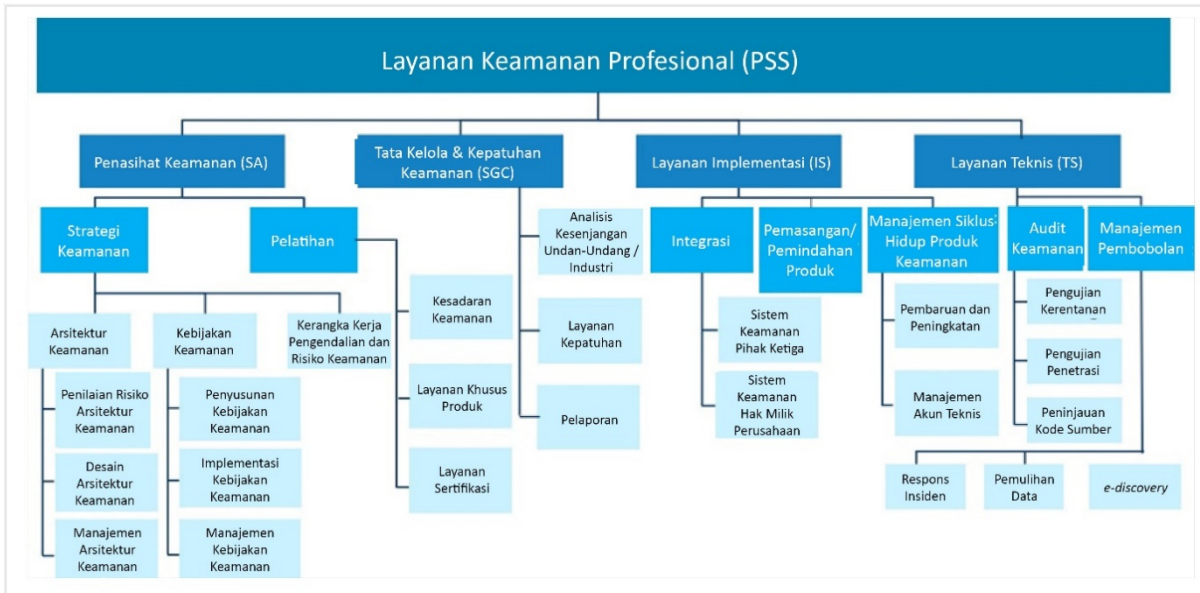 Layanan Keamanan Profesional (PSS)
Penasihat Keamanan (SA)
Tata Kelola & Kepatuhan
Keamanan (SGC)
Layanan Implementasi (IS)
Layanan Teknis (TS)
Strategi
Keamanan
Pelatihan
Analisis
Kesenjangan
Undan-Undang /
Industri
Integrasi
Pemasangan/
Pemindahan
Produk
Manajemen Siklus
Hidup Produk
Keamanan
Audit
Keamanan
Manajemen
Pembobolan
Arsitektur
Keamanan
Kebijakan
Keamanan
Kerangka Kerja
Pengendalian dan
Risiko Keamanan
Kesadaran
Keamanan
Layanan
Kepatuhan
Sistem
Keamanan
Pihak Ketiga
Pembaruan dan
Peningkatan
Pengujian
Kerentanan
Penilaian Risiko
Arsitektur
Keamanan
Penyusunan
Kebijakan
Keamanan
Layanan Khusus
Produk
Pelaporan
Sistem
Keamanan
Hak Milik
Perusahaan
Manajemen
Akun Teknis
Pengujian
Penetrasi
Peninjauan
Kode Sumber
Desain
Arsitektur
Keamanan
Implementasi
Kebijakan
Keamanan
Layanan
Sertifikasi
Respons
Insiden
Pemulihan
Data
e-discovery
Manajemen
Arsitektur
Keamanan
Manajemen
Kebijakan
Keamanan